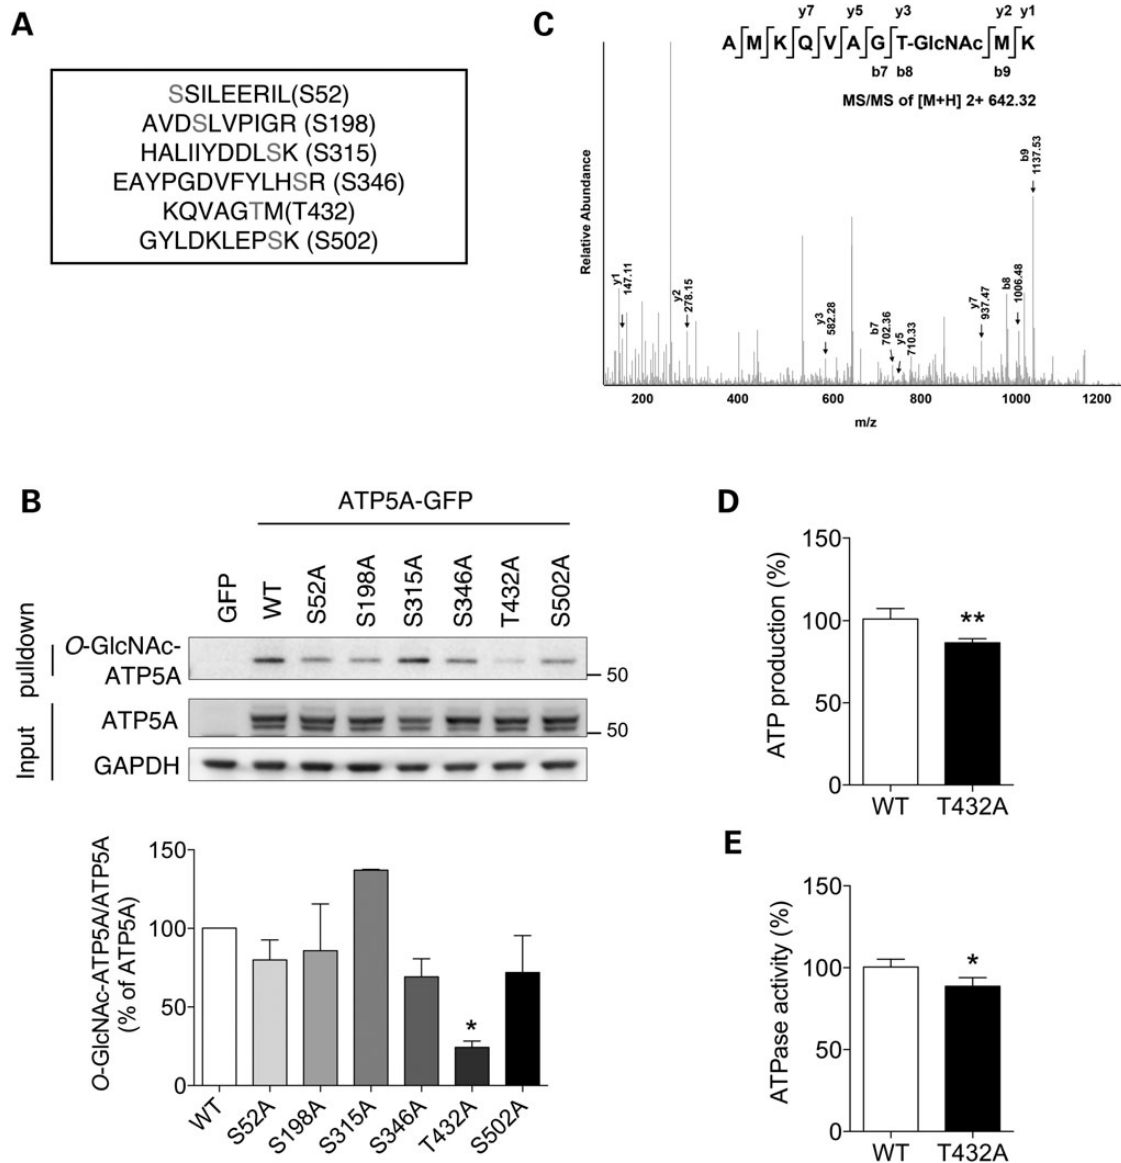 A
SSILEERIL(S52)
AVDSLVPIGR (S198)
HALIIYDDLSK (S315)
EAYPGDVFYLHSR (S346)
KQVAGTM(T432)
GYLDKLEPSK (S502)
C
y7 y5 y3 y2 y1
A M K Q V A G T-GlcNAc M K
b7 b8 b9
MS/MS of [M+H] 2+ 642.32
Relative Abundance
y1
147.11
y2
278.15
y3
582.28
b7
702.36
y5
710.33
y7
937.47
b8
1006.48
b9
1137.53
200 400 600 800 1000 1200
m/z
B
ATP5A-GFP
GFP
WT
S52A
S198A
S315A
S346A
T432A
S502A
pulldown
O-GlcNAc-
ATP5A
50
Input
ATP5A
50
GAPDH
O-GlcNAc-ATP5A/ATP5A
(% of ATP5A)
150
100
50
0
*
WT
S52A
S198A
S315A
S346A
T432A
S502A
D
ATP production (%)
150
100
50
0
**
WT T432A
E
ATPase activity (%)
150
100
50
0
*
WT T432A